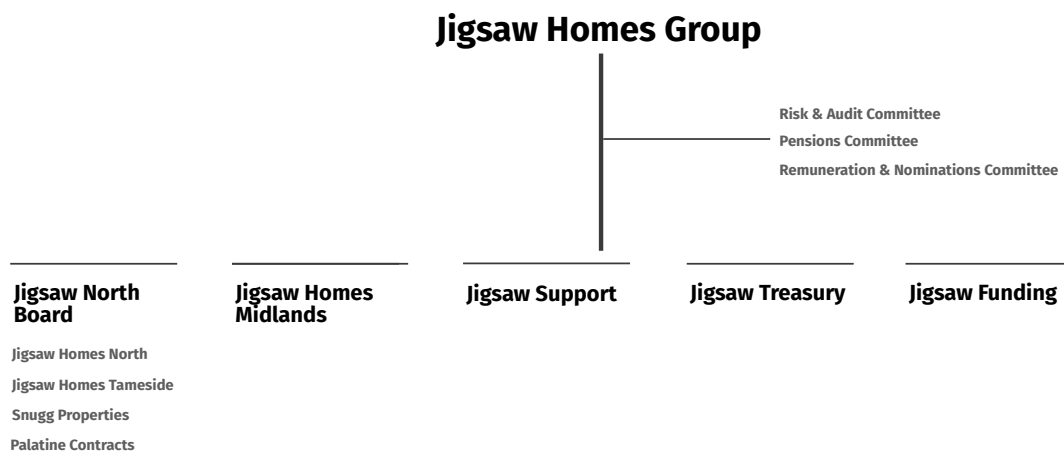 Jigsaw Homes Group
Risk & Audit Committee
Pensions Committee
Remuneration & Nominations Committee
Jigsaw North
Board
Jigsaw Homes
Midlands
Jigsaw Support
Jigsaw Treasury
Jigsaw Funding
Jigsaw Homes North
Jigsaw Homes Tameside
Snugg Properties
Palatine Contracts